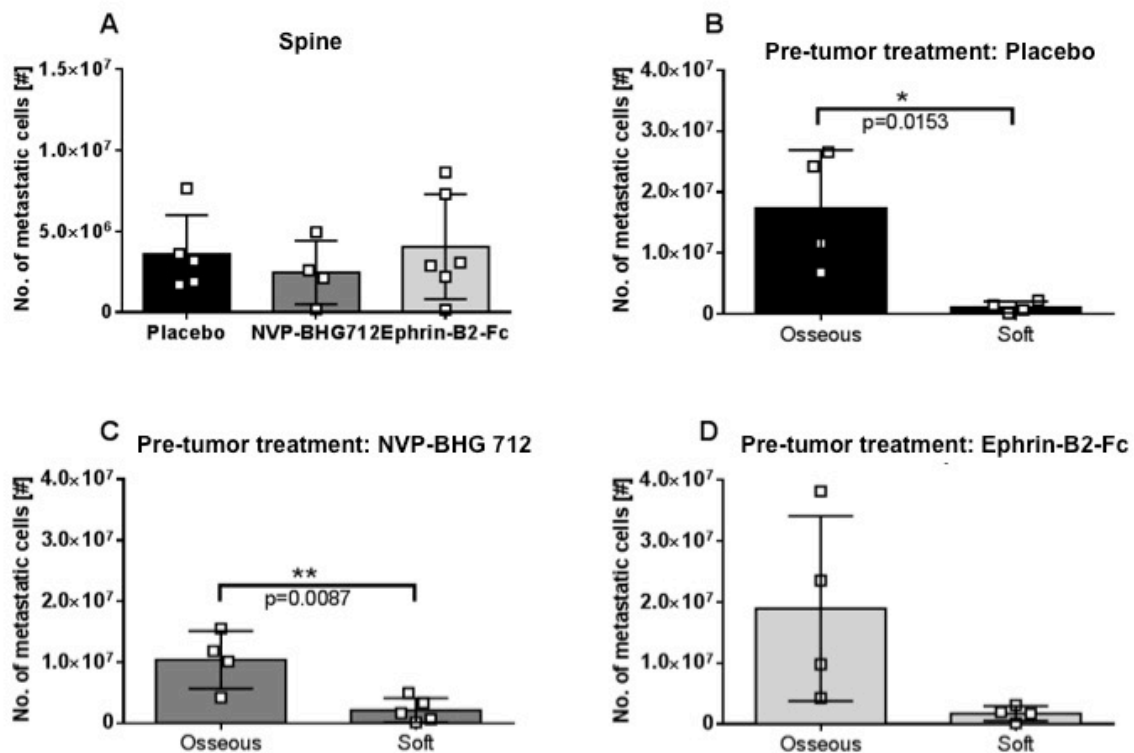 A
Spine
No. of metastatic cells [#]
1.5×10⁷
1.0×10⁷
5.0×10⁶
0
Placebo NVP-BHG712 Ephrin-B2-Fc
B
Pre-tumor treatment: Placebo
No. of metastatic cells [#]
4.0×10⁷
3.0×10⁷
2.0×10⁷
1.0×10⁷
0
*
p=0.0153
Osseous Soft
C
Pre-tumor treatment: NVP-BHG 712
No. of metastatic cells [#]
4.0×10⁷
3.0×10⁷
2.0×10⁷
1.0×10⁷
0
**
p=0.0087
Osseous Soft
D
Pre-tumor treatment: Ephrin-B2-Fc
No. of metastatic cells [#]
4.0×10⁷
3.0×10⁷
2.0×10⁷
1.0×10⁷
0
Osseous Soft